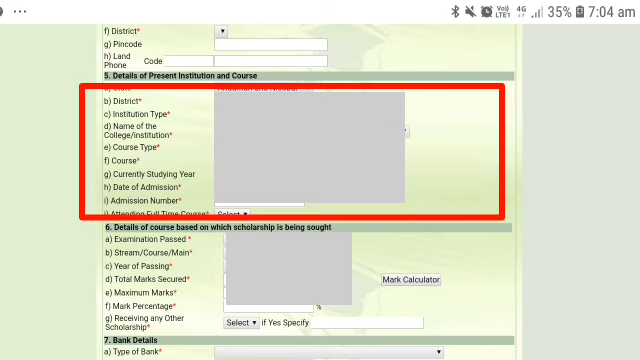 Vo)) LTE1 4G 35% 7:04 am
f) District*
g) Pincode
h) Land Phone Code
5. Details of Present Institution and Course
b) District*
c) Institution Type*
d) Name of the
College/institution*
e) Course Type*
f) Course*
g) Currently Studying Year
h) Date of Admission*
i) Admission Number*
j) Attending Full Time Course* Select
6. Details of course based on which scholarship is being sought
a) Examination Passed *
b) Stream/Course/Main*
c) Year of Passing*
d) Total Marks Secured* Mark Calculator
e) Maximum Marks*
f) Mark Percentage* %
g) Receiving any Other
Scholarship* Select if Yes Specify
7. Bank Details
a) Type of Bank*